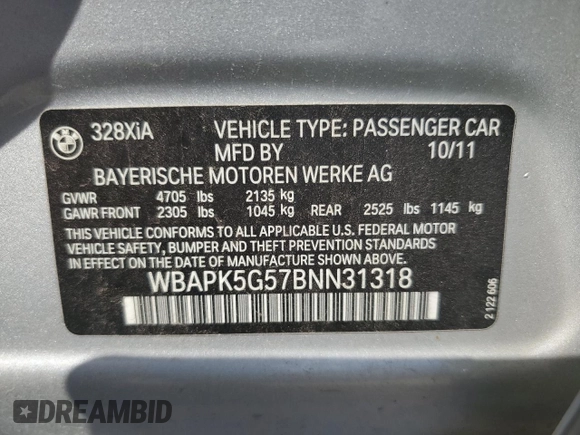 328XiA VEHICLE TYPE: PASSENGER CAR
MFD BY 10/11
BAYERISCHE MOTOREN WERKE AG
GVWR 4705 lbs 2135 kg
GAWR FRONT 2305 lbs 1045 kg REAR 2525 lbs 1145 kg
THIS VEHICLE CONFORMS TO ALL APPLICABLE U.S. FEDERAL MOTOR
VEHICLE SAFETY, BUMPER, AND THEFT PREVENTION STANDARDS
IN EFFECT ON THE DATE OF MANUFACTURE SHOWN ABOVE.
WBAPK5G57BNN31318
2 122 606
DREAMBID